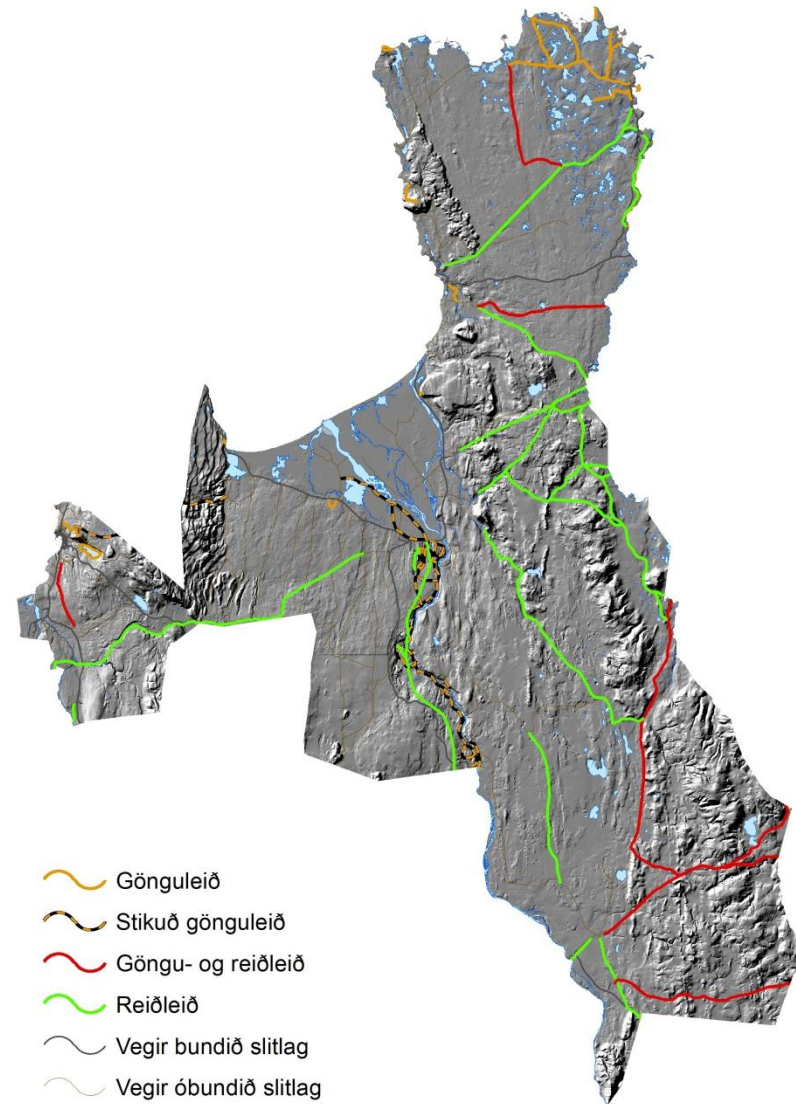 Gönguleið
Stikuð gönguleið
Göngu- og reiðleið
Reiðleið
Vegir bundið slitlag
Vegir óbundið slitlag